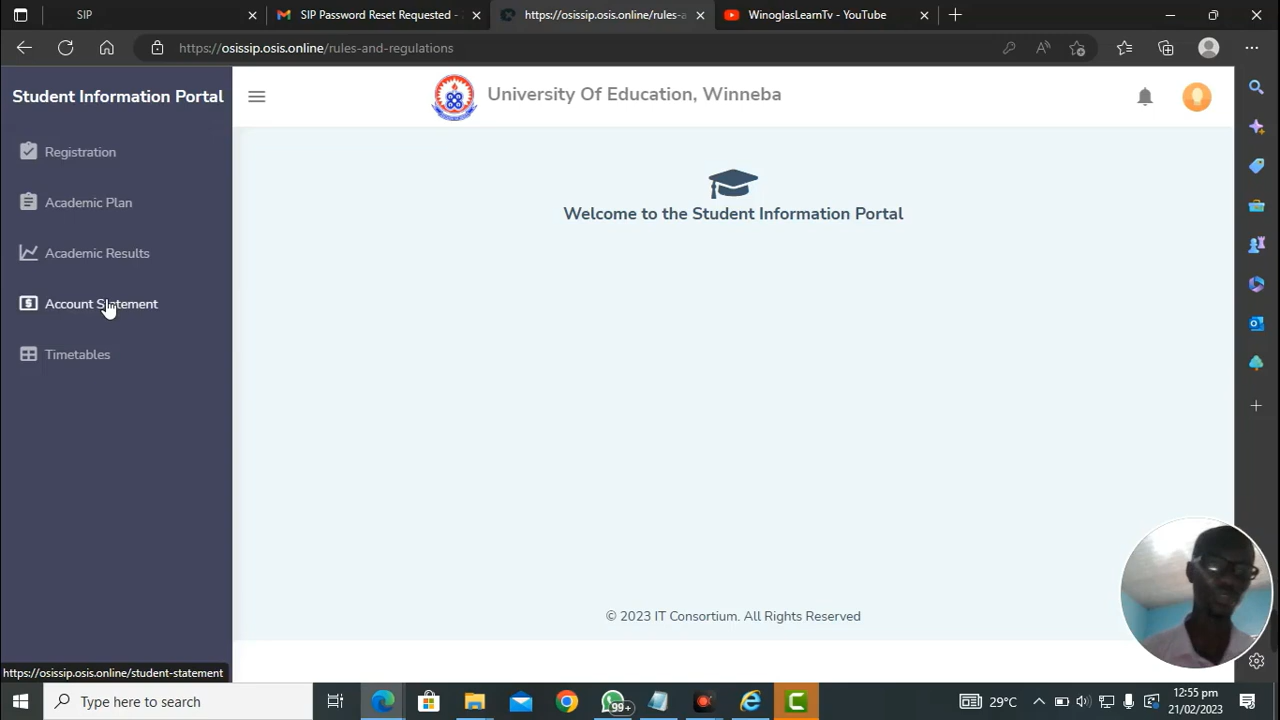 SIP
SIP Password Reset Requested -
https://osissip.osis.online/rules-a
WinoglasLearnTv - YouTube
https://osissip.osis.online/rules-and-regulations
Student Information Portal
University Of Education, Winneba
Registration
Academic Plan
Academic Results
Account Statement
Timetables
Welcome to the Student Information Portal
© 2023 IT Consortium. All Rights Reserved
https://osissip.osis.online/student-statement
Type here to search
99+
29°C
12:55 pm
21/02/2023